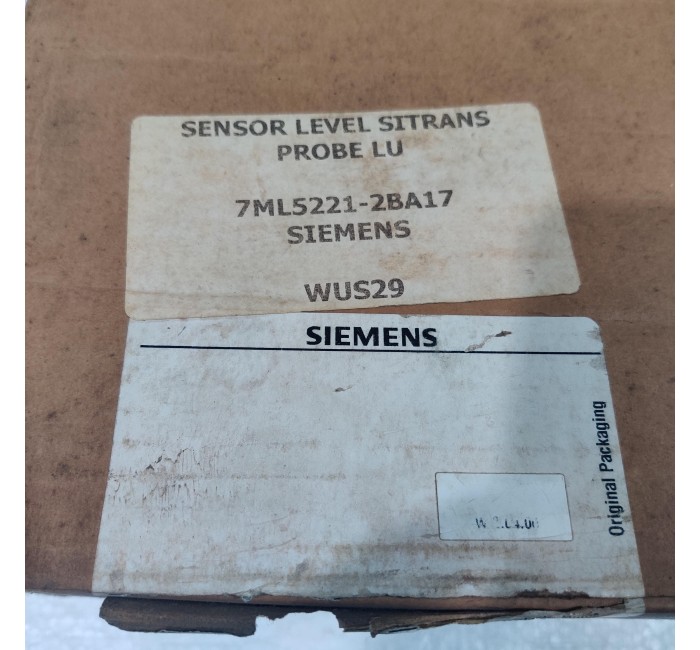 SENSOR LEVEL SITRANS
PROBE LU
7ML5221-2BA17
SIEMENS
WUS29
SIEMENS
Original Packaging